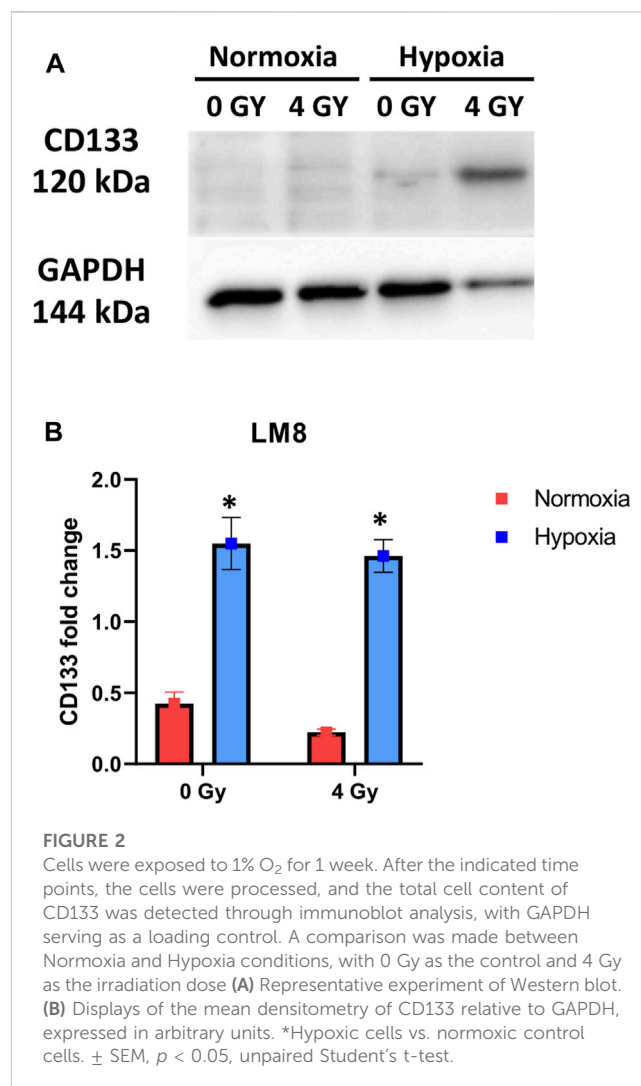 A
Normoxia Hypoxia
0 GY 4 GY 0 GY 4 GY
CD133
120 kDa
GAPDH
144 kDa
B
LM8
2.0
1.5
1.0
0.5
0.0
CD133 fold change
* *
0 Gy 4 Gy
Normoxia
Hypoxia
FIGURE 2
Cells were exposed to 1% O₂ for 1 week. After the indicated time
points, the cells were processed, and the total cell content of
CD133 was detected through immunoblot analysis, with GAPDH
serving as a loading control. A comparison was made between
Normoxia and Hypoxia conditions, with 0 Gy as the control and 4 Gy
as the irradiation dose (A) Representative experiment of Western blot.
(B) Displays of the mean densitometry of CD133 relative to GAPDH,
expressed in arbitrary units. *Hypoxic cells vs. normoxic control
cells. ± SEM, p < 0.05, unpaired Student's t-test.